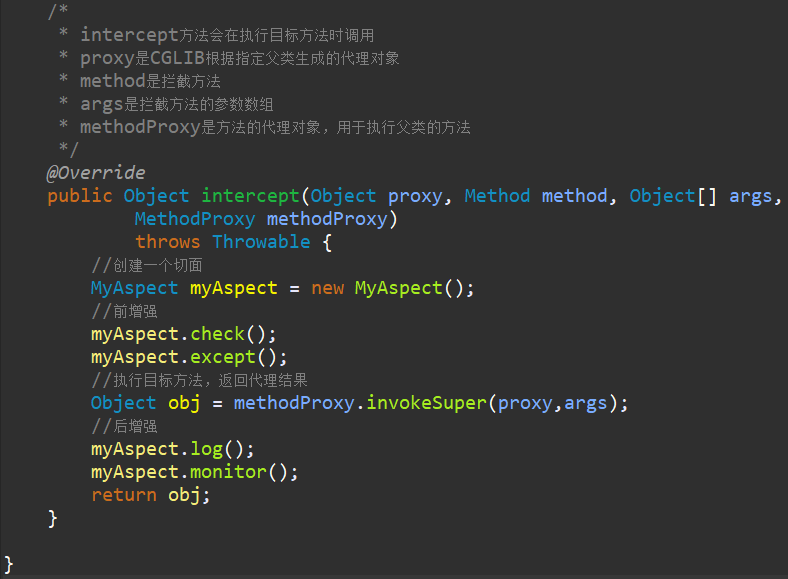 /*
* intercept方法会在执行目标方法时调用
* proxy是CGLIB根据指定父类生成的代理对象
* method是拦截方法
* args是拦截方法的参数数组
* methodProxy是方法的代理对象，用于执行父类的方法
*/
@Override
public Object intercept(Object proxy, Method method, Object[] args,
MethodProxy methodProxy)
throws Throwable {
//创建一个切面
MyAspect myAspect = new MyAspect();
//前增强
myAspect.check();
myAspect.except();
//执行目标方法，返回代理结果
Object obj = methodProxy.invokeSuper(proxy,args);
//后增强
myAspect.log();
myAspect.monitor();
return obj;
}
}